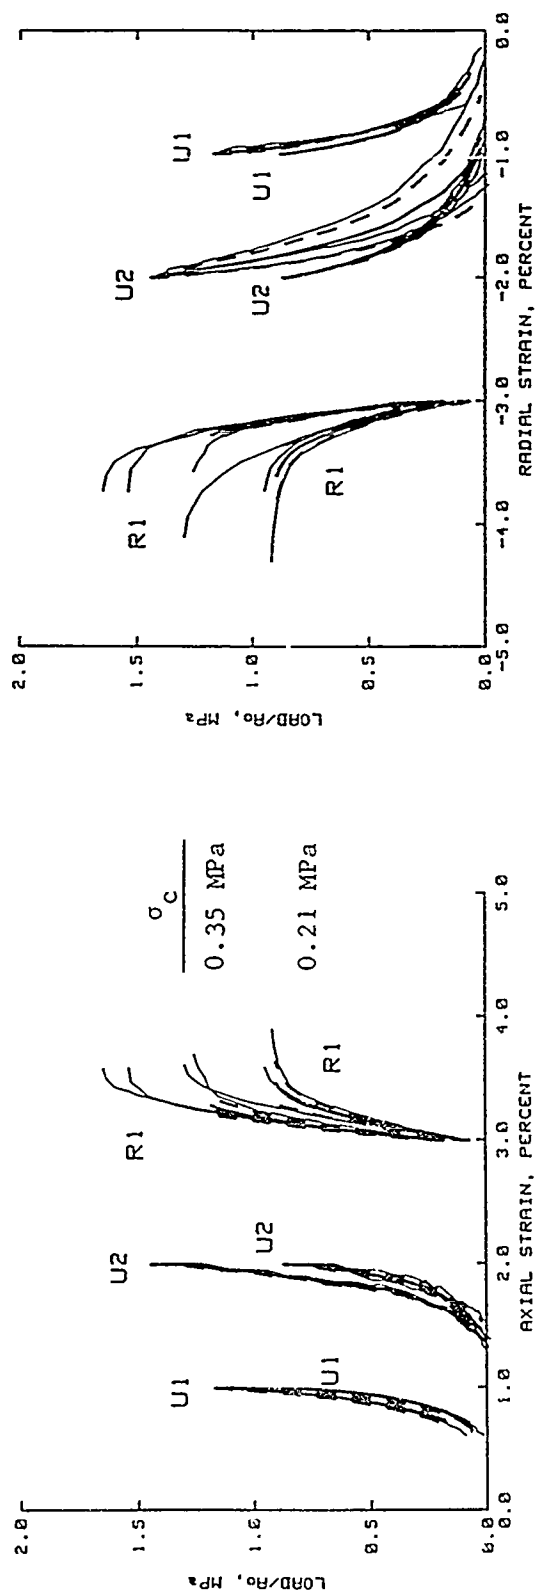 2.0
1.5
1.0
0.5
0.0
LOAD/A₀, MPa
U1
U1
U2
U2
R1
R1
σc
0.35 MPa
0.21 MPa
0.0
1.0
2.0
3.0
4.0
5.0
AXIAL STRAIN, PERCENT
2.0
1.5
1.0
0.5
0.0
LOAD/A₀, MPa
R1
R1
U2
U2
U1
U1
-5.0
-4.0
-3.0
-2.0
-1.0
0.0
RADIAL STRAIN, PERCENT